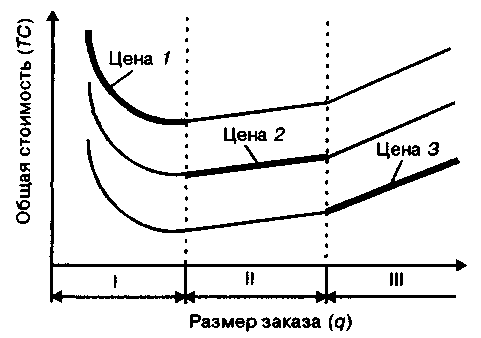 Общая стоимость (TC)
Цена 1
Цена 2
Цена 3
I
II
III
Размер заказа (q)